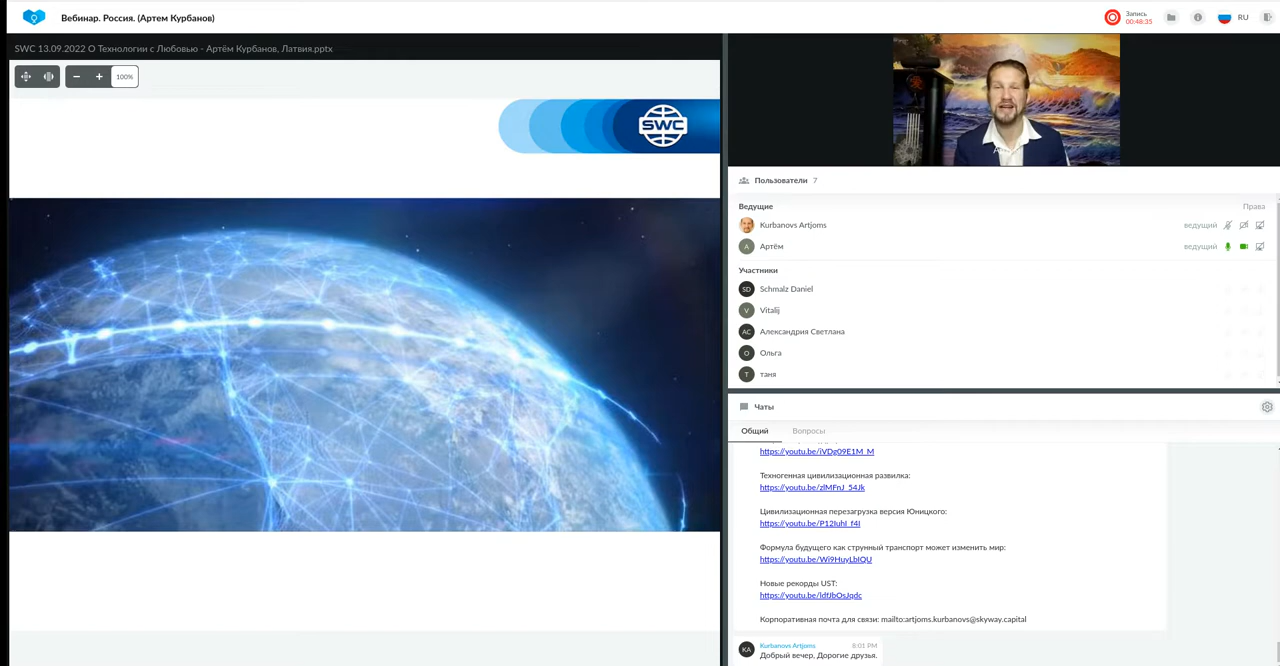 Вебинар. Россия. (Артем Курбанов)
Запись
00:48:35
RU
SWC 13.09.2022 О Технологии с Любовью - Артём Курбанов, Латвия.pptx
100%
SWC
Пользователи 7
Ведущие Права
Kurbanovs Artjoms ведущий
A Артём ведущий
Участники
SD Schmalz Daniel
V Vitalij
АС Александрия Светлана
О Ольга
Т таня
Чаты
Общий Вопросы
https://youtu.be/iVDg09E1M_M
Техногенная цивилизационная развилка:
https://youtu.be/zlMFnJ_54Jk
Цивилизационная перезагрузка версия Юницкого:
https://youtu.be/P12Iuhl_f4I
Формула будущего как струнный транспорт может изменить мир:
https://youtu.be/Wi9HuyLbIQU
Новые рекорды UST:
https://youtu.be/ldfJbOsJqdc
Корпоративная почта для связи: mailto:artjoms.kurbanovs@skyway.capital
KA Kurbanovs Artjoms 8:01 PM
Добрый вечер, Дорогие друзья.